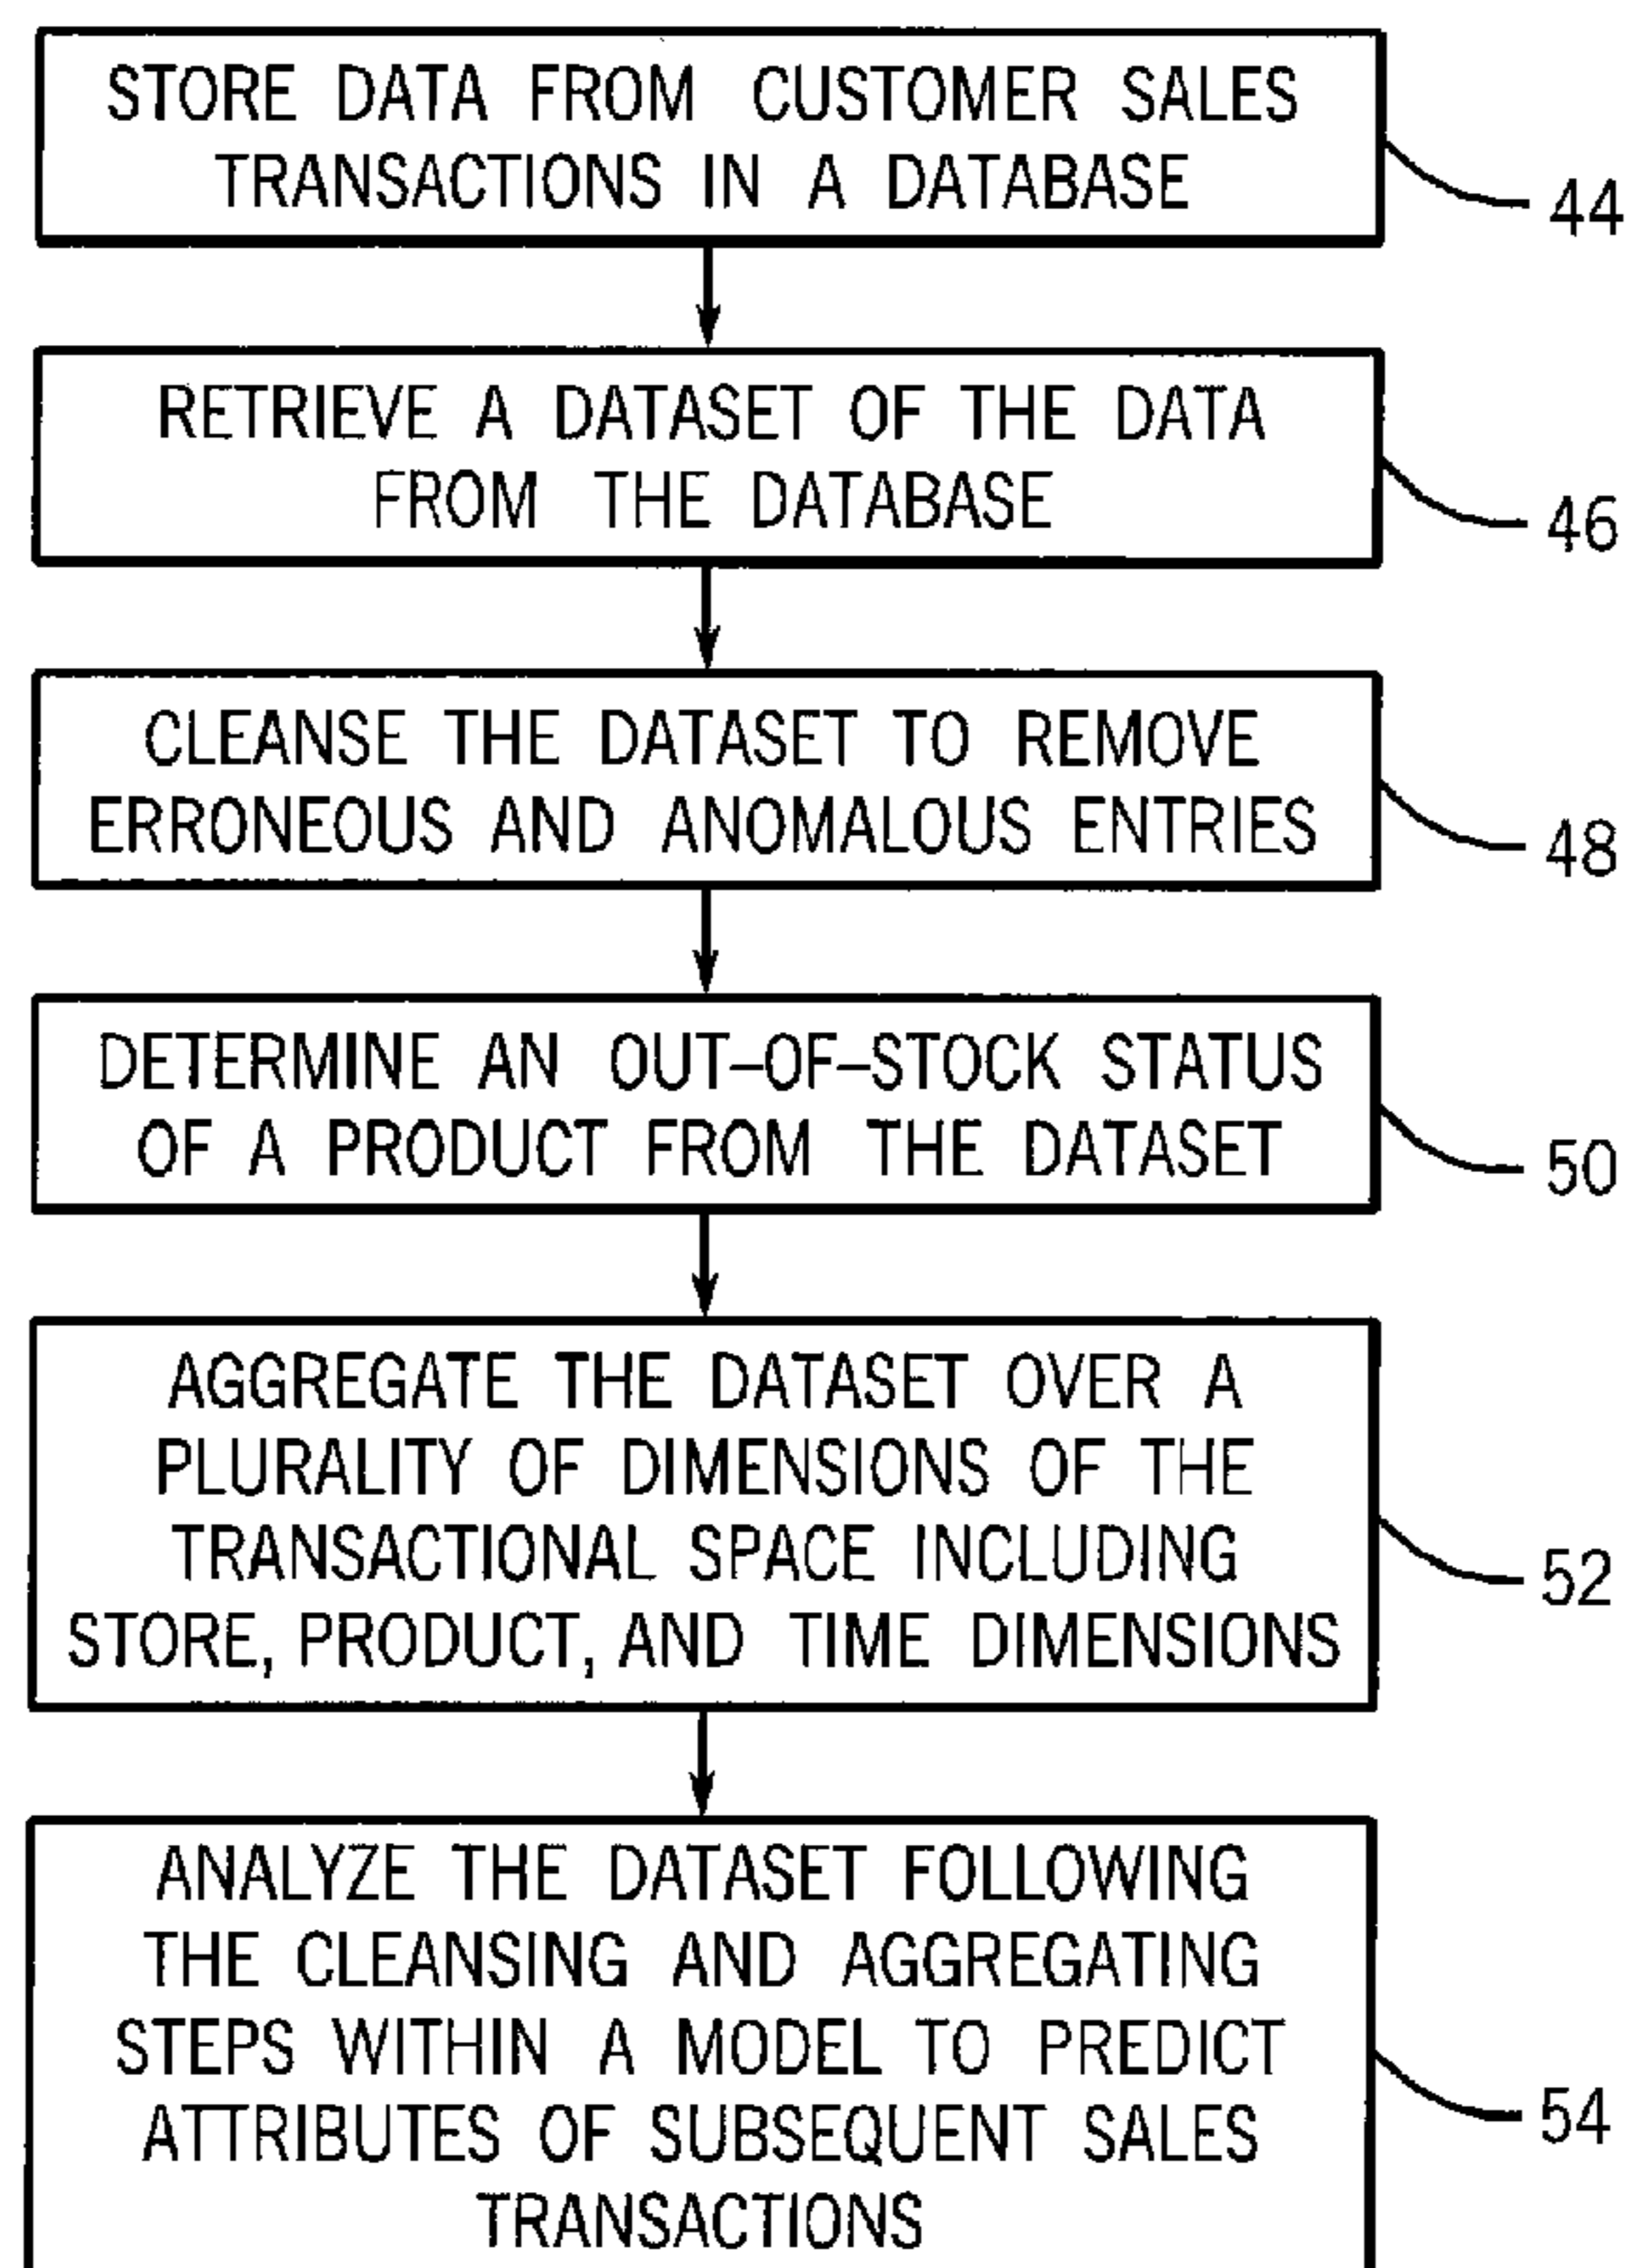 STORE DATA FROM CUSTOMER SALES
TRANSACTIONS IN A DATABASE
44
RETRIEVE A DATASET OF THE DATA
FROM THE DATABASE
46
CLEANSE THE DATASET TO REMOVE
ERRONEOUS AND ANOMALOUS ENTRIES
48
DETERMINE AN OUT-OF-STOCK STATUS
OF A PRODUCT FROM THE DATASET
50
AGGREGATE THE DATASET OVER A
PLURALITY OF DIMENSIONS OF THE
TRANSACTIONAL SPACE INCLUDING
STORE, PRODUCT, AND TIME DIMENSIONS
52
ANALYZE THE DATASET FOLLOWING
THE CLEANSING AND AGGREGATING
STEPS WITHIN A MODEL TO PREDICT
ATTRIBUTES OF SUBSEQUENT SALES
TRANSACTIONS
54